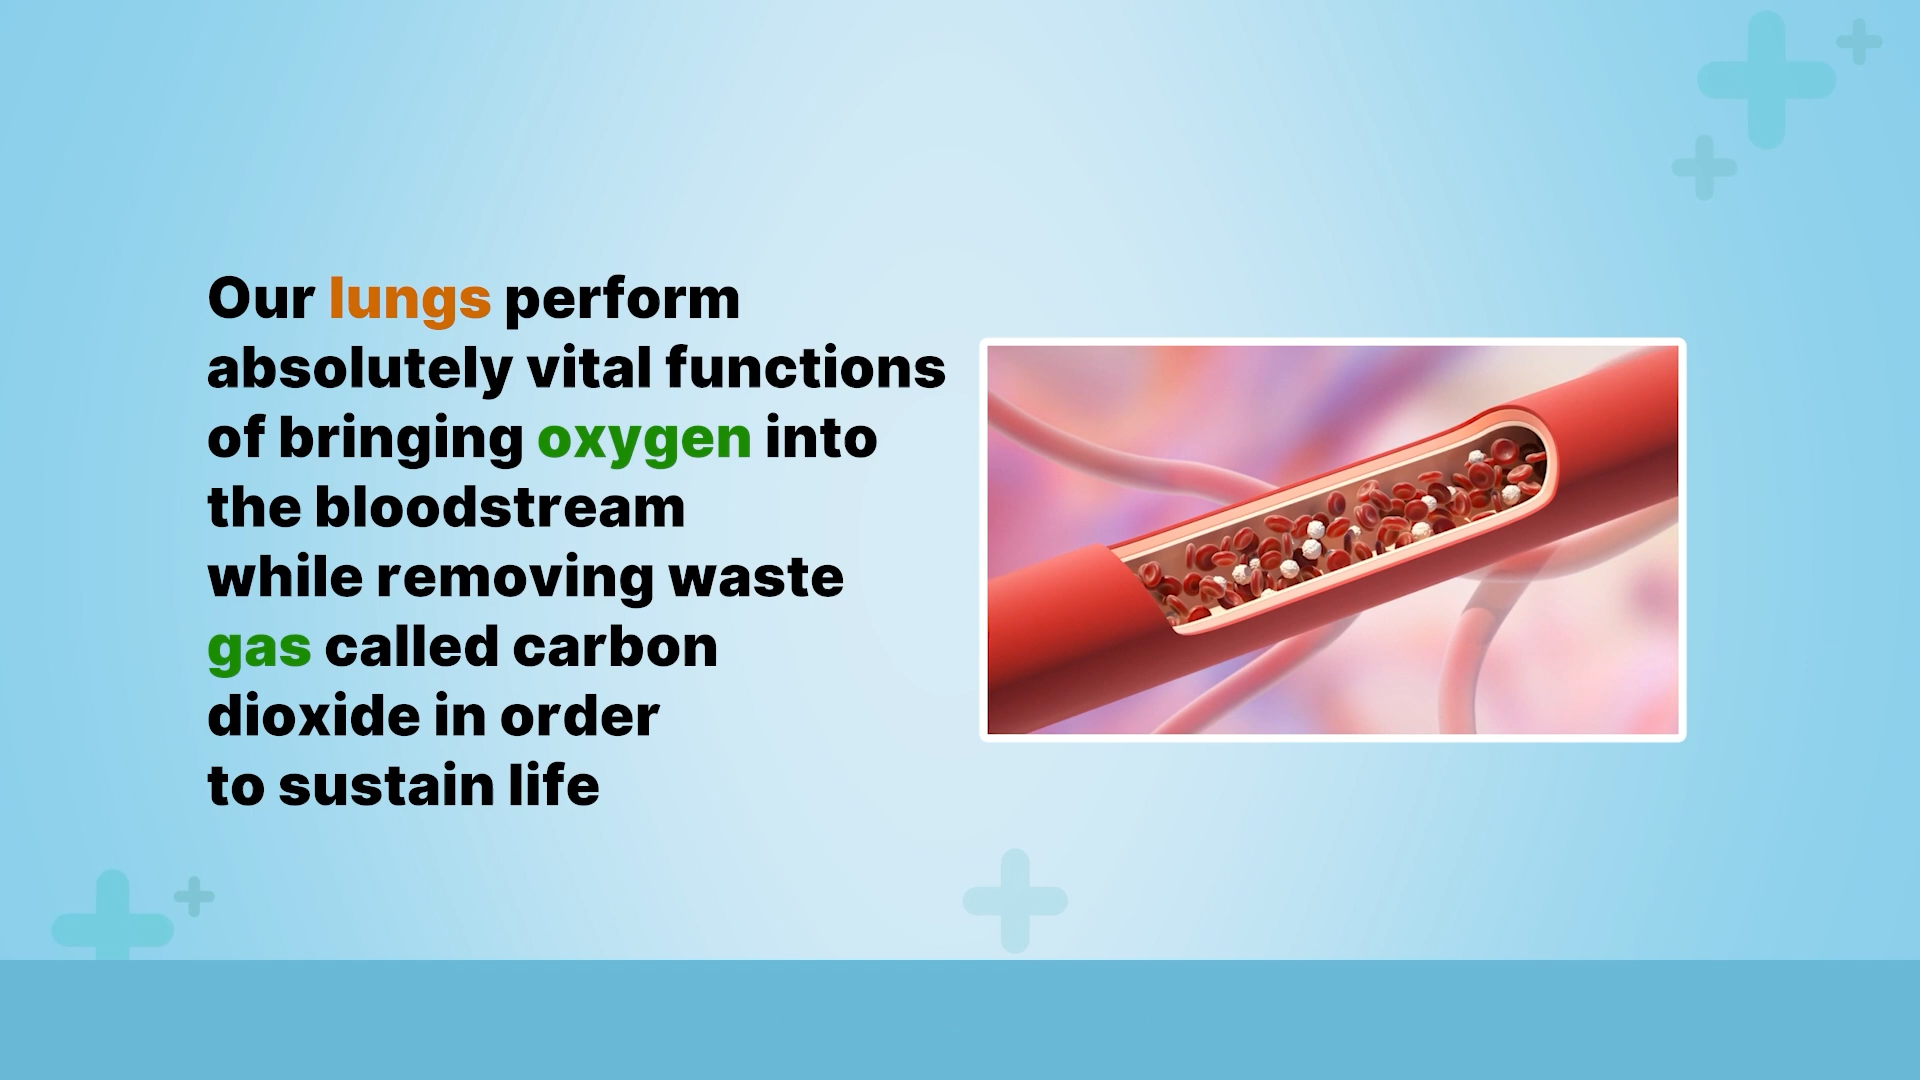 Our lungs perform
absolutely vital functions
of bringing oxygen into
the bloodstream
while removing waste
gas called carbon
dioxide in order
to sustain life